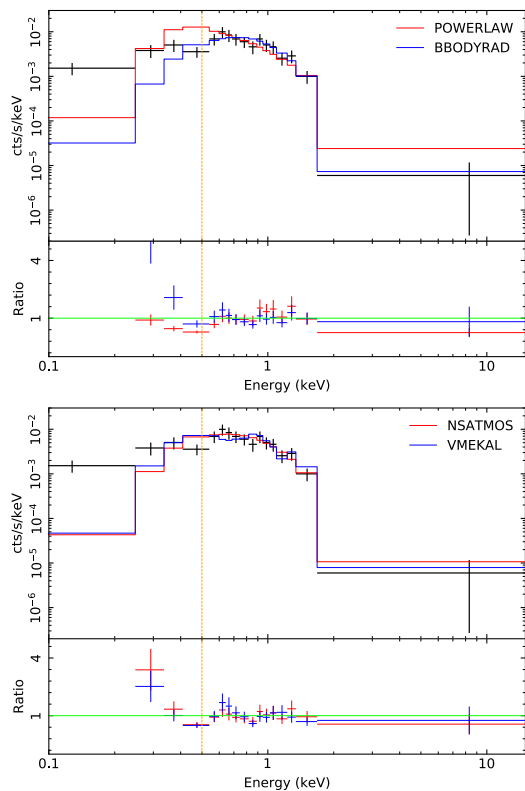 10⁻²
10⁻³
10⁻⁴
10⁻⁵
10⁻⁶
cts/s/keV
POWERLAW
BBODYRAD
4
1
Ratio
0.1
1
10
Energy (keV)
10⁻²
10⁻³
10⁻⁴
10⁻⁵
10⁻⁶
cts/s/keV
NSATMOS
VMEKAL
4
1
Ratio
0.1
1
10
Energy (keV)